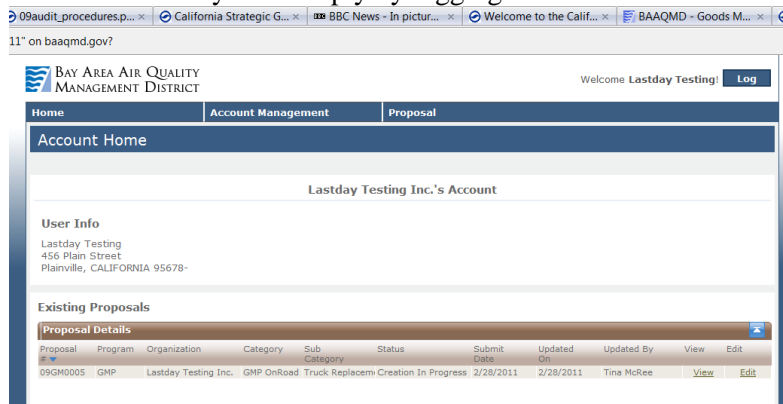 09audit_procedures.p... × California Strategic G... × BBC News - In pictur... × Welcome to the Calif... × BAAQMD - Goods M... ×
11" on baaqmd.gov?
BAY AREA AIR QUALITY
MANAGEMENT DISTRICT
Welcome Lastday Testing! Log
Home Account Management Proposal
Account Home
Lastday Testing Inc.'s Account
User Info
Lastday Testing
456 Plain Street
Plainville, CALIFORNIA 95678-
Existing Proposals
Proposal Details
Proposal # Program Organization Category Sub Category Status Submit Date Updated On Updated By View Edit
09GM0005 GMP Lastday Testing Inc. GMP OnRoad Truck Replacem Creation In Progress 2/28/2011 2/28/2011 Tina McRee View Edit